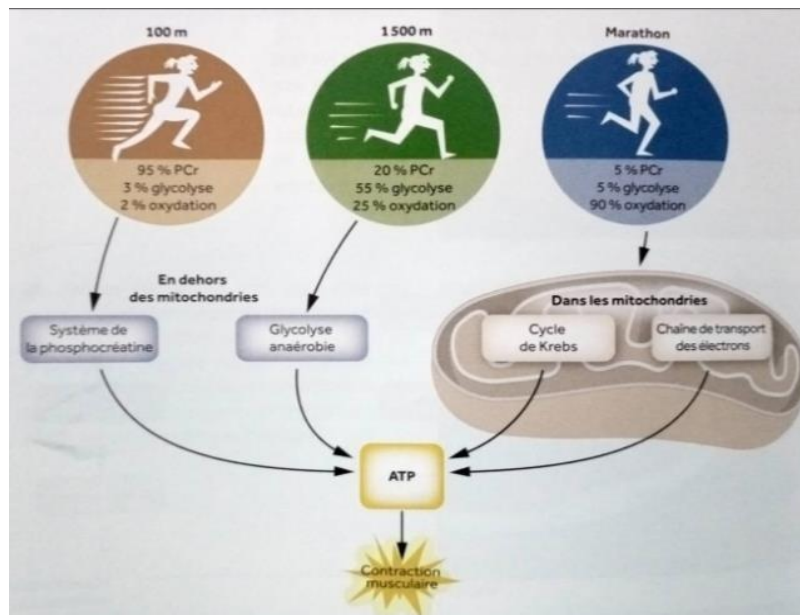 100 m
1 500 m
Marathon
95 % PCr
3 % glycolyse
2 % oxydation
20 % PCr
55 % glycolyse
25 % oxydation
5 % PCr
5 % glycolyse
90 % oxydation
En dehors
des mitochondries
Dans les mitochondries
Système de
la phosphocréatine
Glycolyse
anaérobie
Cycle
de Krebs
Chaîne de transport
des électrons
ATP
Contraction
musculaire